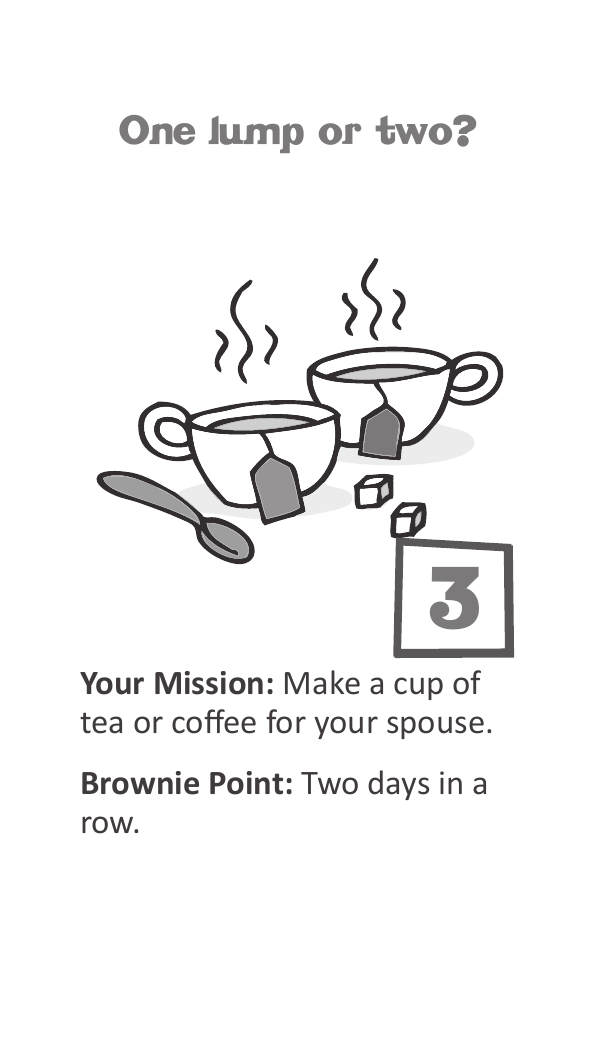 One lump or two?
3
Your Mission: Make a cup of
tea or coffee for your spouse.
Brownie Point: Two days in a
row.